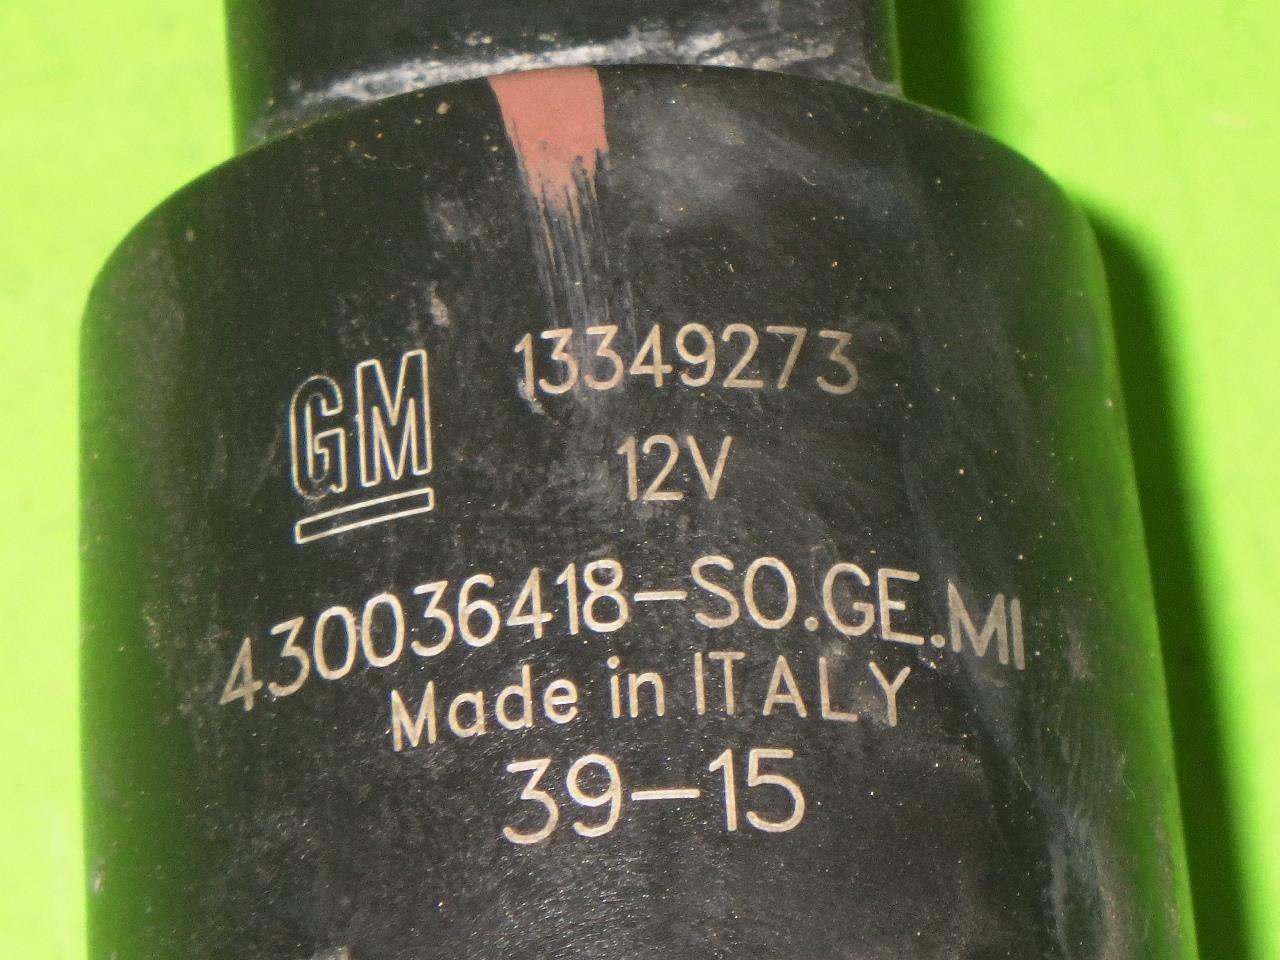 GM
13349273
12V
430036418-SO.GE.MI
Made in ITALY
39-15